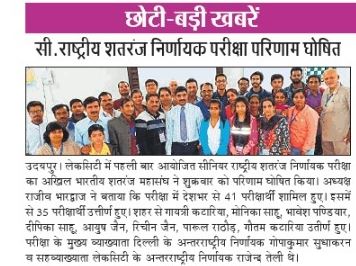 छोटी-बड़ी खबरें
सी.राष्ट्रीय शतरंज निर्णायक परीक्षा परिणाम घोषित
उदयपुर। लेकसिटी में पहली बार आयोजित सीनियर राष्ट्रीय शतरंज निर्णायक परीक्षा
का अखिल भारतीय शतरंज महासंघ ने शुक्रवार को परिणाम घोषित किया। अध्यक्ष
राजीव भारद्वाज ने बताया कि परीक्षा में देशभर से 41 परीक्षार्थी शामिल हुए। इसमें
से 35 परीक्षार्थी उत्तीर्ण हुए। शहर से गायत्री कटारिया, मोनिका साहू, भावेश पण्डियार,
दीपिका साहू, आयुष जैन, रिचीन जैन, पारूल राठौड़, गौतम कटारिया उत्तीर्ण हुए।
परीक्षा के मुख्य व्याख्याता दिल्ली के अन्तरराष्ट्रीय निर्णायक गोपाकुमार सुधाकरन
व सहव्याख्याता लेकसिटी के अन्तरराष्ट्रीय निर्णायक राजेन्द्र तेली थे।